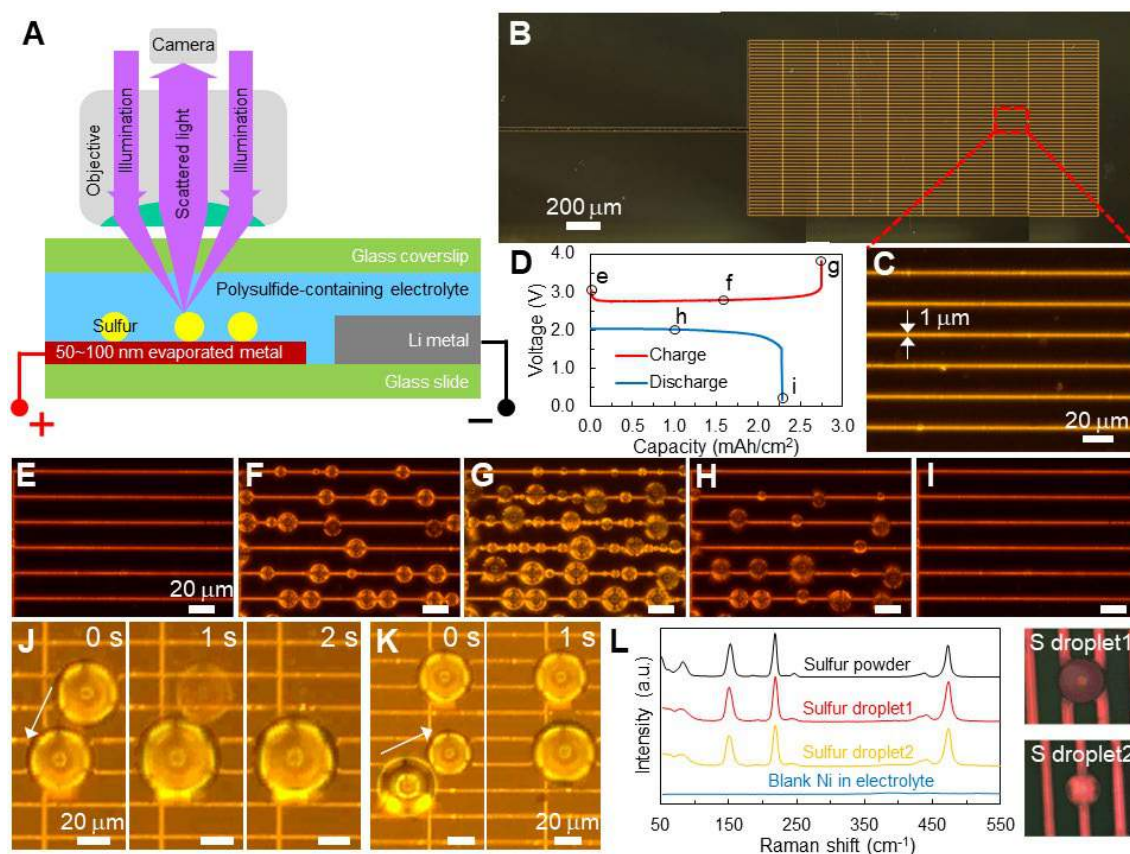 A
Camera
Illumination
Scattered light
Illumination
Objective
Glass coverslip
Polysulfide-containing electrolyte
Sulfur
50~100 nm evaporated metal
Li metal
Glass slide
+
−
B
200 μm
C
1 μm
20 μm
D
Voltage (V)
4.0
3.0
2.0
1.0
0.0
e
f
g
h
i
Charge
Discharge
0.0 0.5 1.0 1.5 2.0 2.5 3.0
Capacity (mAh/cm²)
E
20 μm
F
G
H
I
J
0 s
1 s
2 s
20 μm
K
0 s
1 s
20 μm
L
Intensity (a.u.)
Sulfur powder
Sulfur droplet1
Sulfur droplet2
Blank Ni in electrolyte
50 150 250 350 450 550
Raman shift (cm⁻¹)
S droplet1
S droplet2